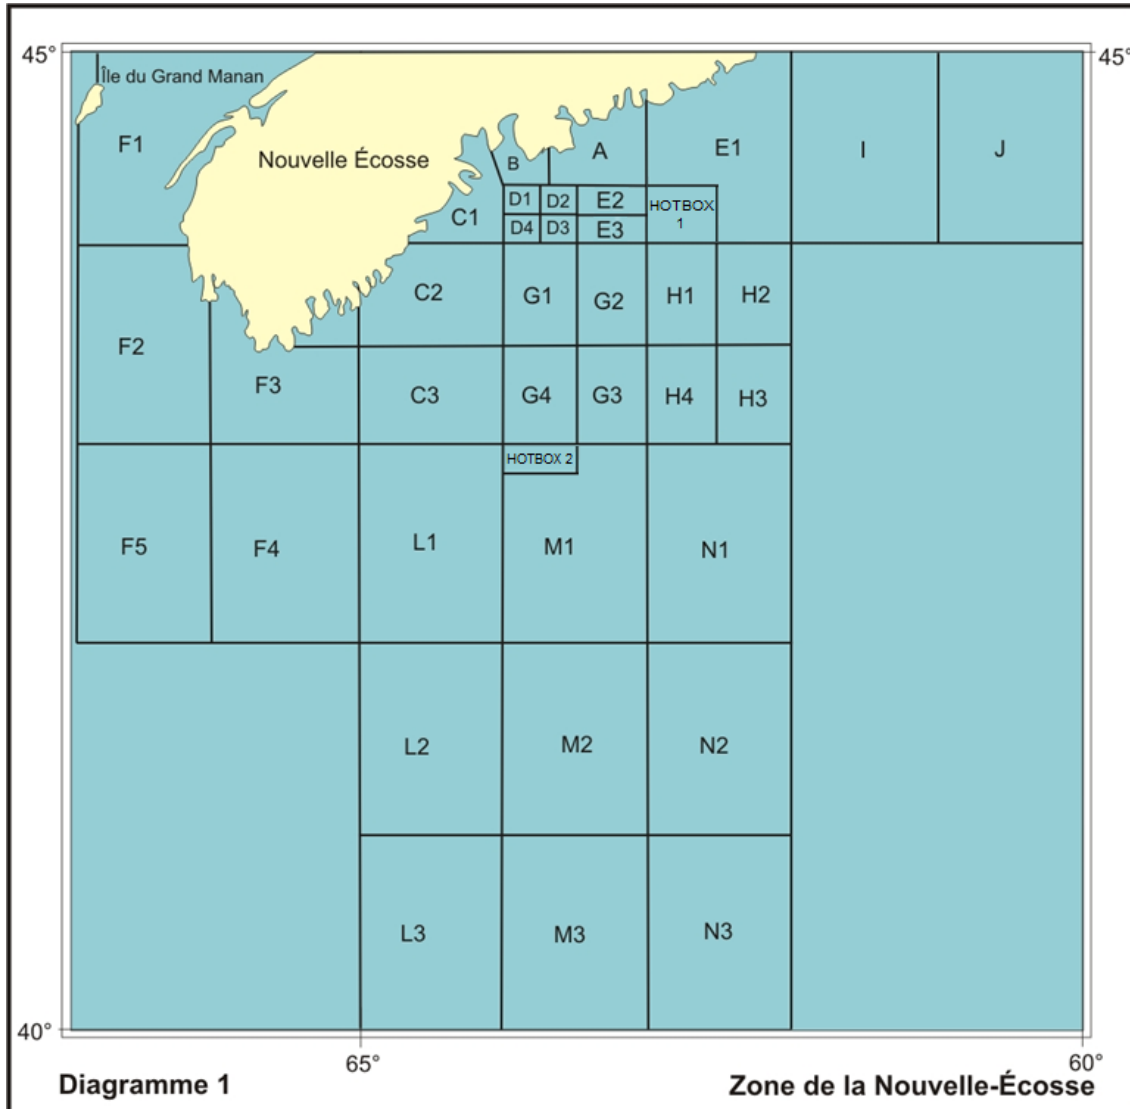 45°
45°
Île du Grand Manan
F1
Nouvelle Écosse
B
A
E1
I
J
C1
D1
D2
E2
HOTBOX
1
D4
D3
E3
C2
G1
G2
H1
H2
F2
F3
C3
G4
G3
H4
H3
HOTBOX 2
F5
F4
L1
M1
N1
L2
M2
N2
L3
M3
N3
40°
65°
60°
Diagramme 1
Zone de la Nouvelle-Écosse